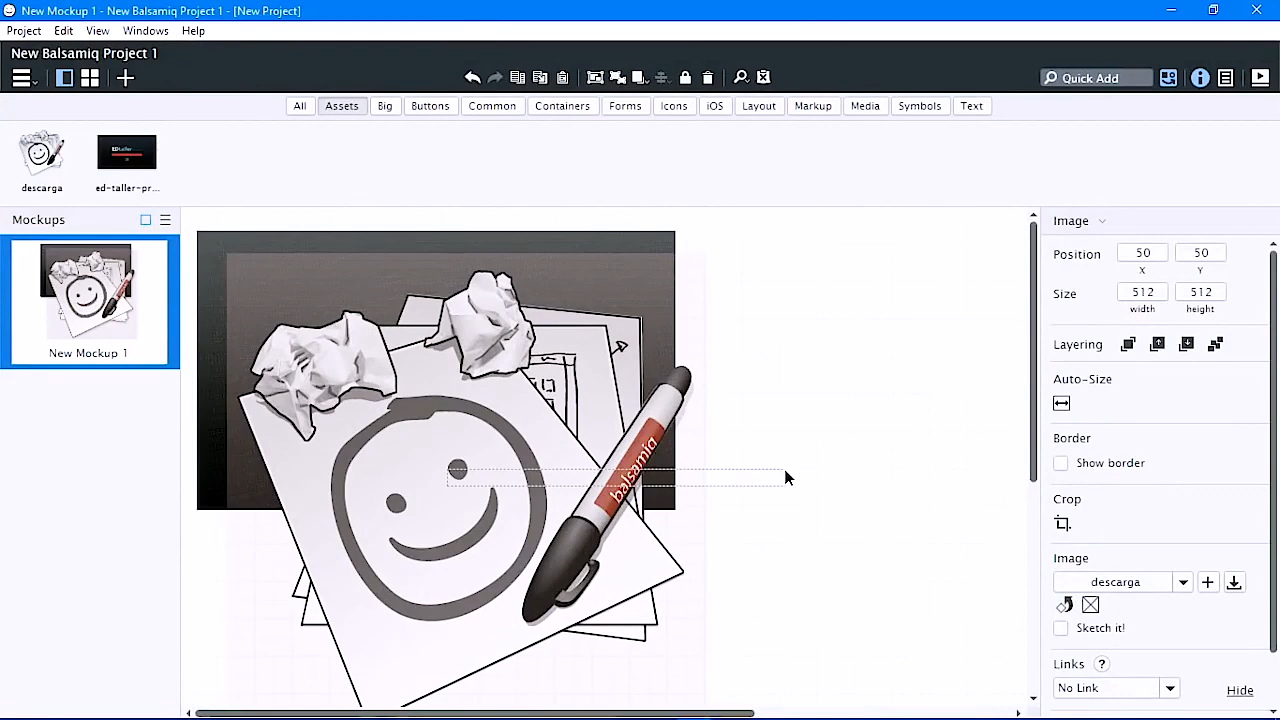 New Mockup 1 - New Balsamiq Project 1 - [New Project]
Project Edit View Windows Help
New Balsamiq Project 1
Quick Add
All Assets Big Buttons Common Containers Forms Icons iOS Layout Markup Media Symbols Text
descarga ed-taller-pr...
Mockups
New Mockup 1
balsamiq
Image
Position 50 50
X Y
Size 512 512
width height
Layering
Auto-Size
Border
Show border
Crop
Image
descarga
Sketch it!
Links ?
No Link Hide